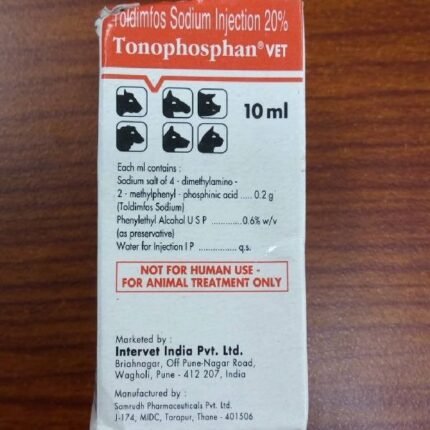 Toldimfos Sodium Injection 20%
Tonophosphan® VET
10 ml
Each ml contains :
Sodium salt of 4 - dimethylamino -
2 - methylphenyl - phosphinic acid ..... 0.2 g
(Toldimfos Sodium)
Phenylethyl Alcohol U S P ............ 0.6% w/v
(as preservative)
Water for Injection I P ................ q.s.
NOT FOR HUMAN USE -
FOR ANIMAL TREATMENT ONLY
Marketed by :
Intervet India Pvt. Ltd.
Briahnagar, Off Pune-Nagar Road,
Wagholi, Pune - 412 207, India
Manufactured by :
Samrudh Pharmaceuticals Pvt. Ltd.
J-174, MIDC, Tarapur, Thane - 401506